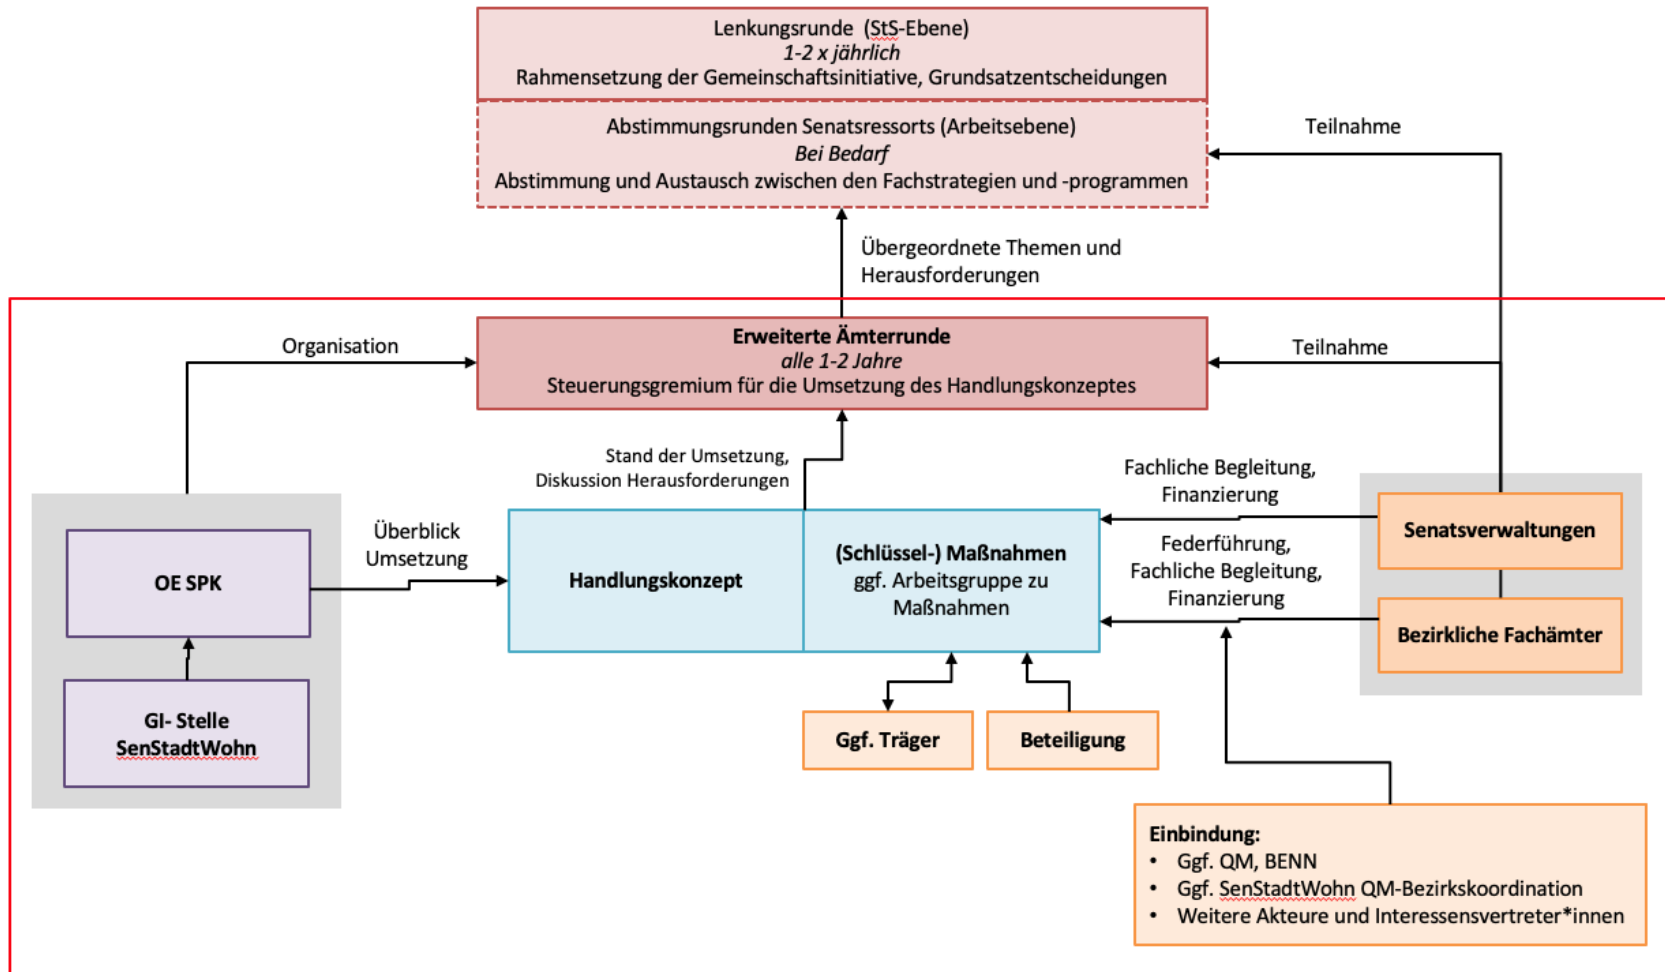 Lenkungsrunde (StS-Ebene)
1-2 x jährlich
Rahmensetzung der Gemeinschaftsinitiative, Grundsatzentscheidungen
Abstimmungsrunden Senatsressorts (Arbeitsebene)
Bei Bedarf
Abstimmung und Austausch zwischen den Fachstrategien und -programmen
Teilnahme
Übergeordnete Themen und
Herausforderungen
Organisation
Erweiterte Ämterrunde
alle 1-2 Jahre
Steuerungsgremium für die Umsetzung des Handlungskonzeptes
Teilnahme
Stand der Umsetzung,
Diskussion Herausforderungen
Fachliche Begleitung,
Finanzierung
Überblick
Umsetzung
OE SPK
Handlungskonzept
(Schlüssel-) Maßnahmen
ggf. Arbeitsgruppe zu
Maßnahmen
Federführung,
Fachliche Begleitung,
Finanzierung
Senatsverwaltungen
Bezirkliche Fachämter
GI- Stelle
SenStadtWohn
Ggf. Träger
Beteiligung
Einbindung:
• Ggf. QM, BENN
• Ggf. SenStadtWohn QM-Bezirkskoordination
• Weitere Akteure und Interessensvertreter*innen